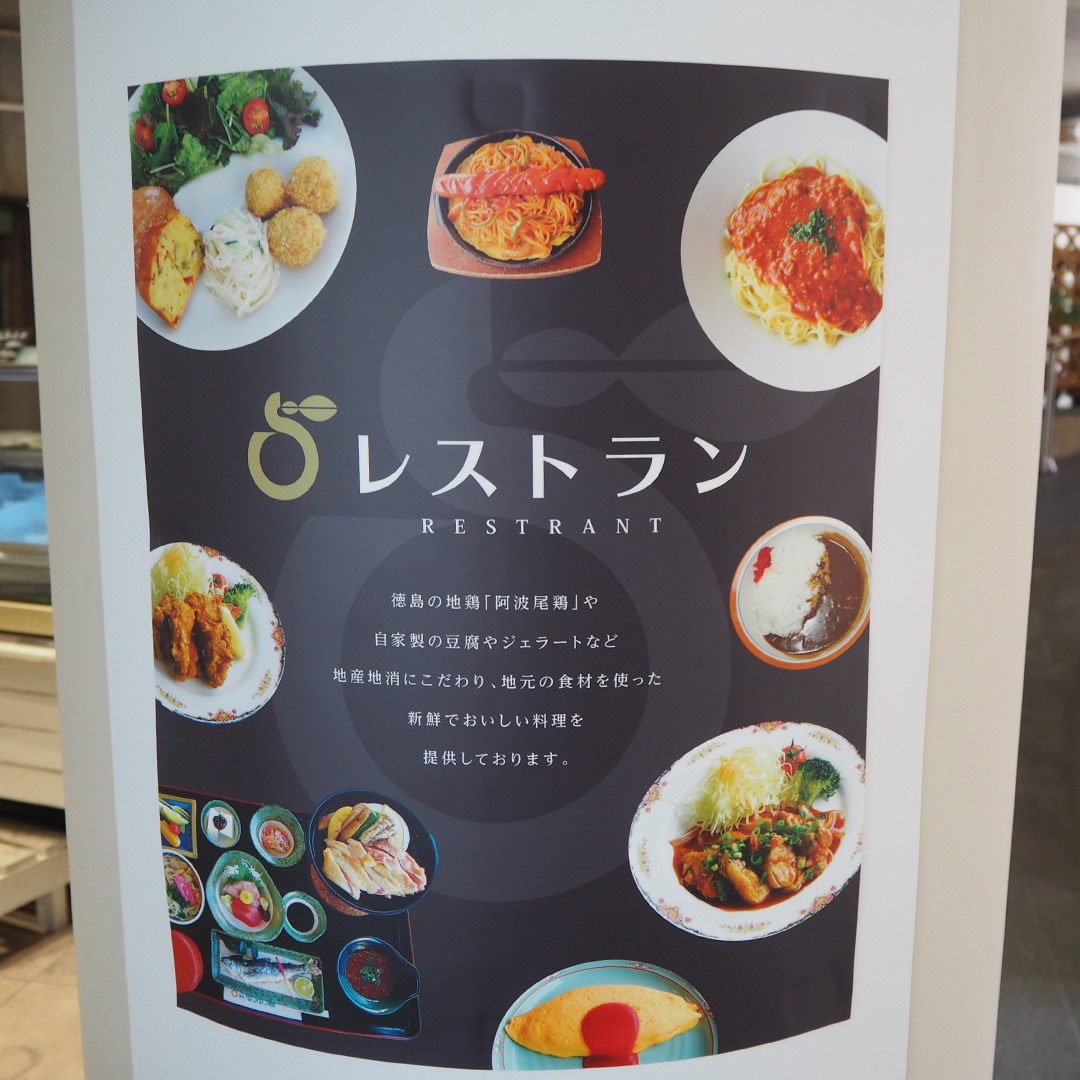 レストラン
RESTRANT
徳島の地鶏「阿波尾鶏」や
自家製の豆腐やジェラートなど
地産地消にこだわり、地元の食材を使った
新鮮でおいしい料理を
提供しております。